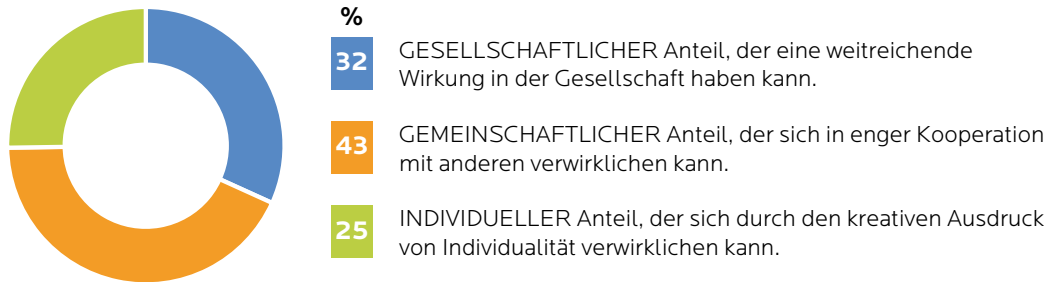 %
32 GESELLSCHAFTLICHER Anteil, der eine weitreichende
Wirkung in der Gesellschaft haben kann.
43 GEMEINSCHAFTLICHER Anteil, der sich in enger Kooperation
mit anderen verwirklichen kann.
25 INDIVIDUELLER Anteil, der sich durch den kreativen Ausdruck
von Individualität verwirklichen kann.